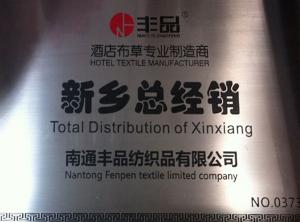 丰品
酒店布草专业制造商
HOTEL TEXTILE MANUFACTURER
新乡总经销
Total Distribution of Xinxiang
南通丰品纺织品有限公司
Nantong Fenpen textile limited company
NO.0373